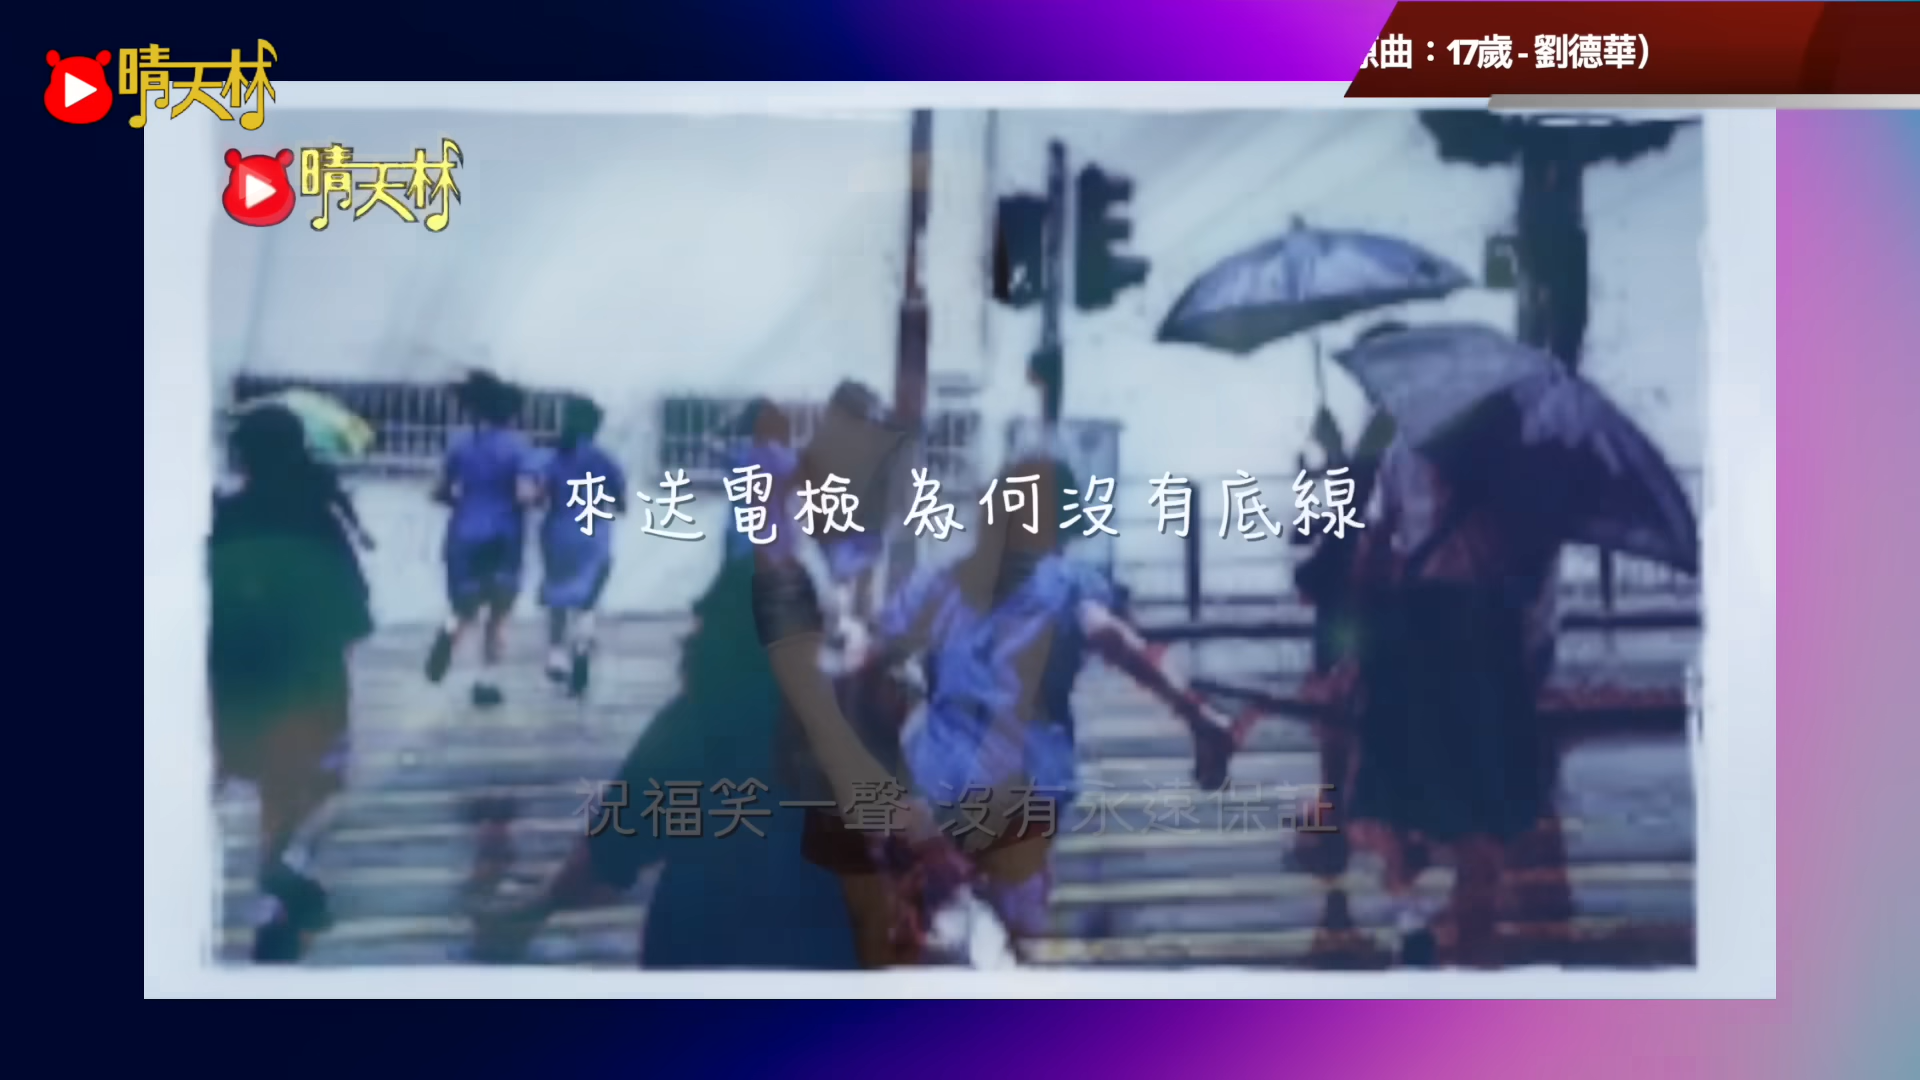 晴天林
原曲：17歲 - 劉德華）
晴天林
來送電檢 為何沒有底線
祝福笑一聲 沒有永遠保証